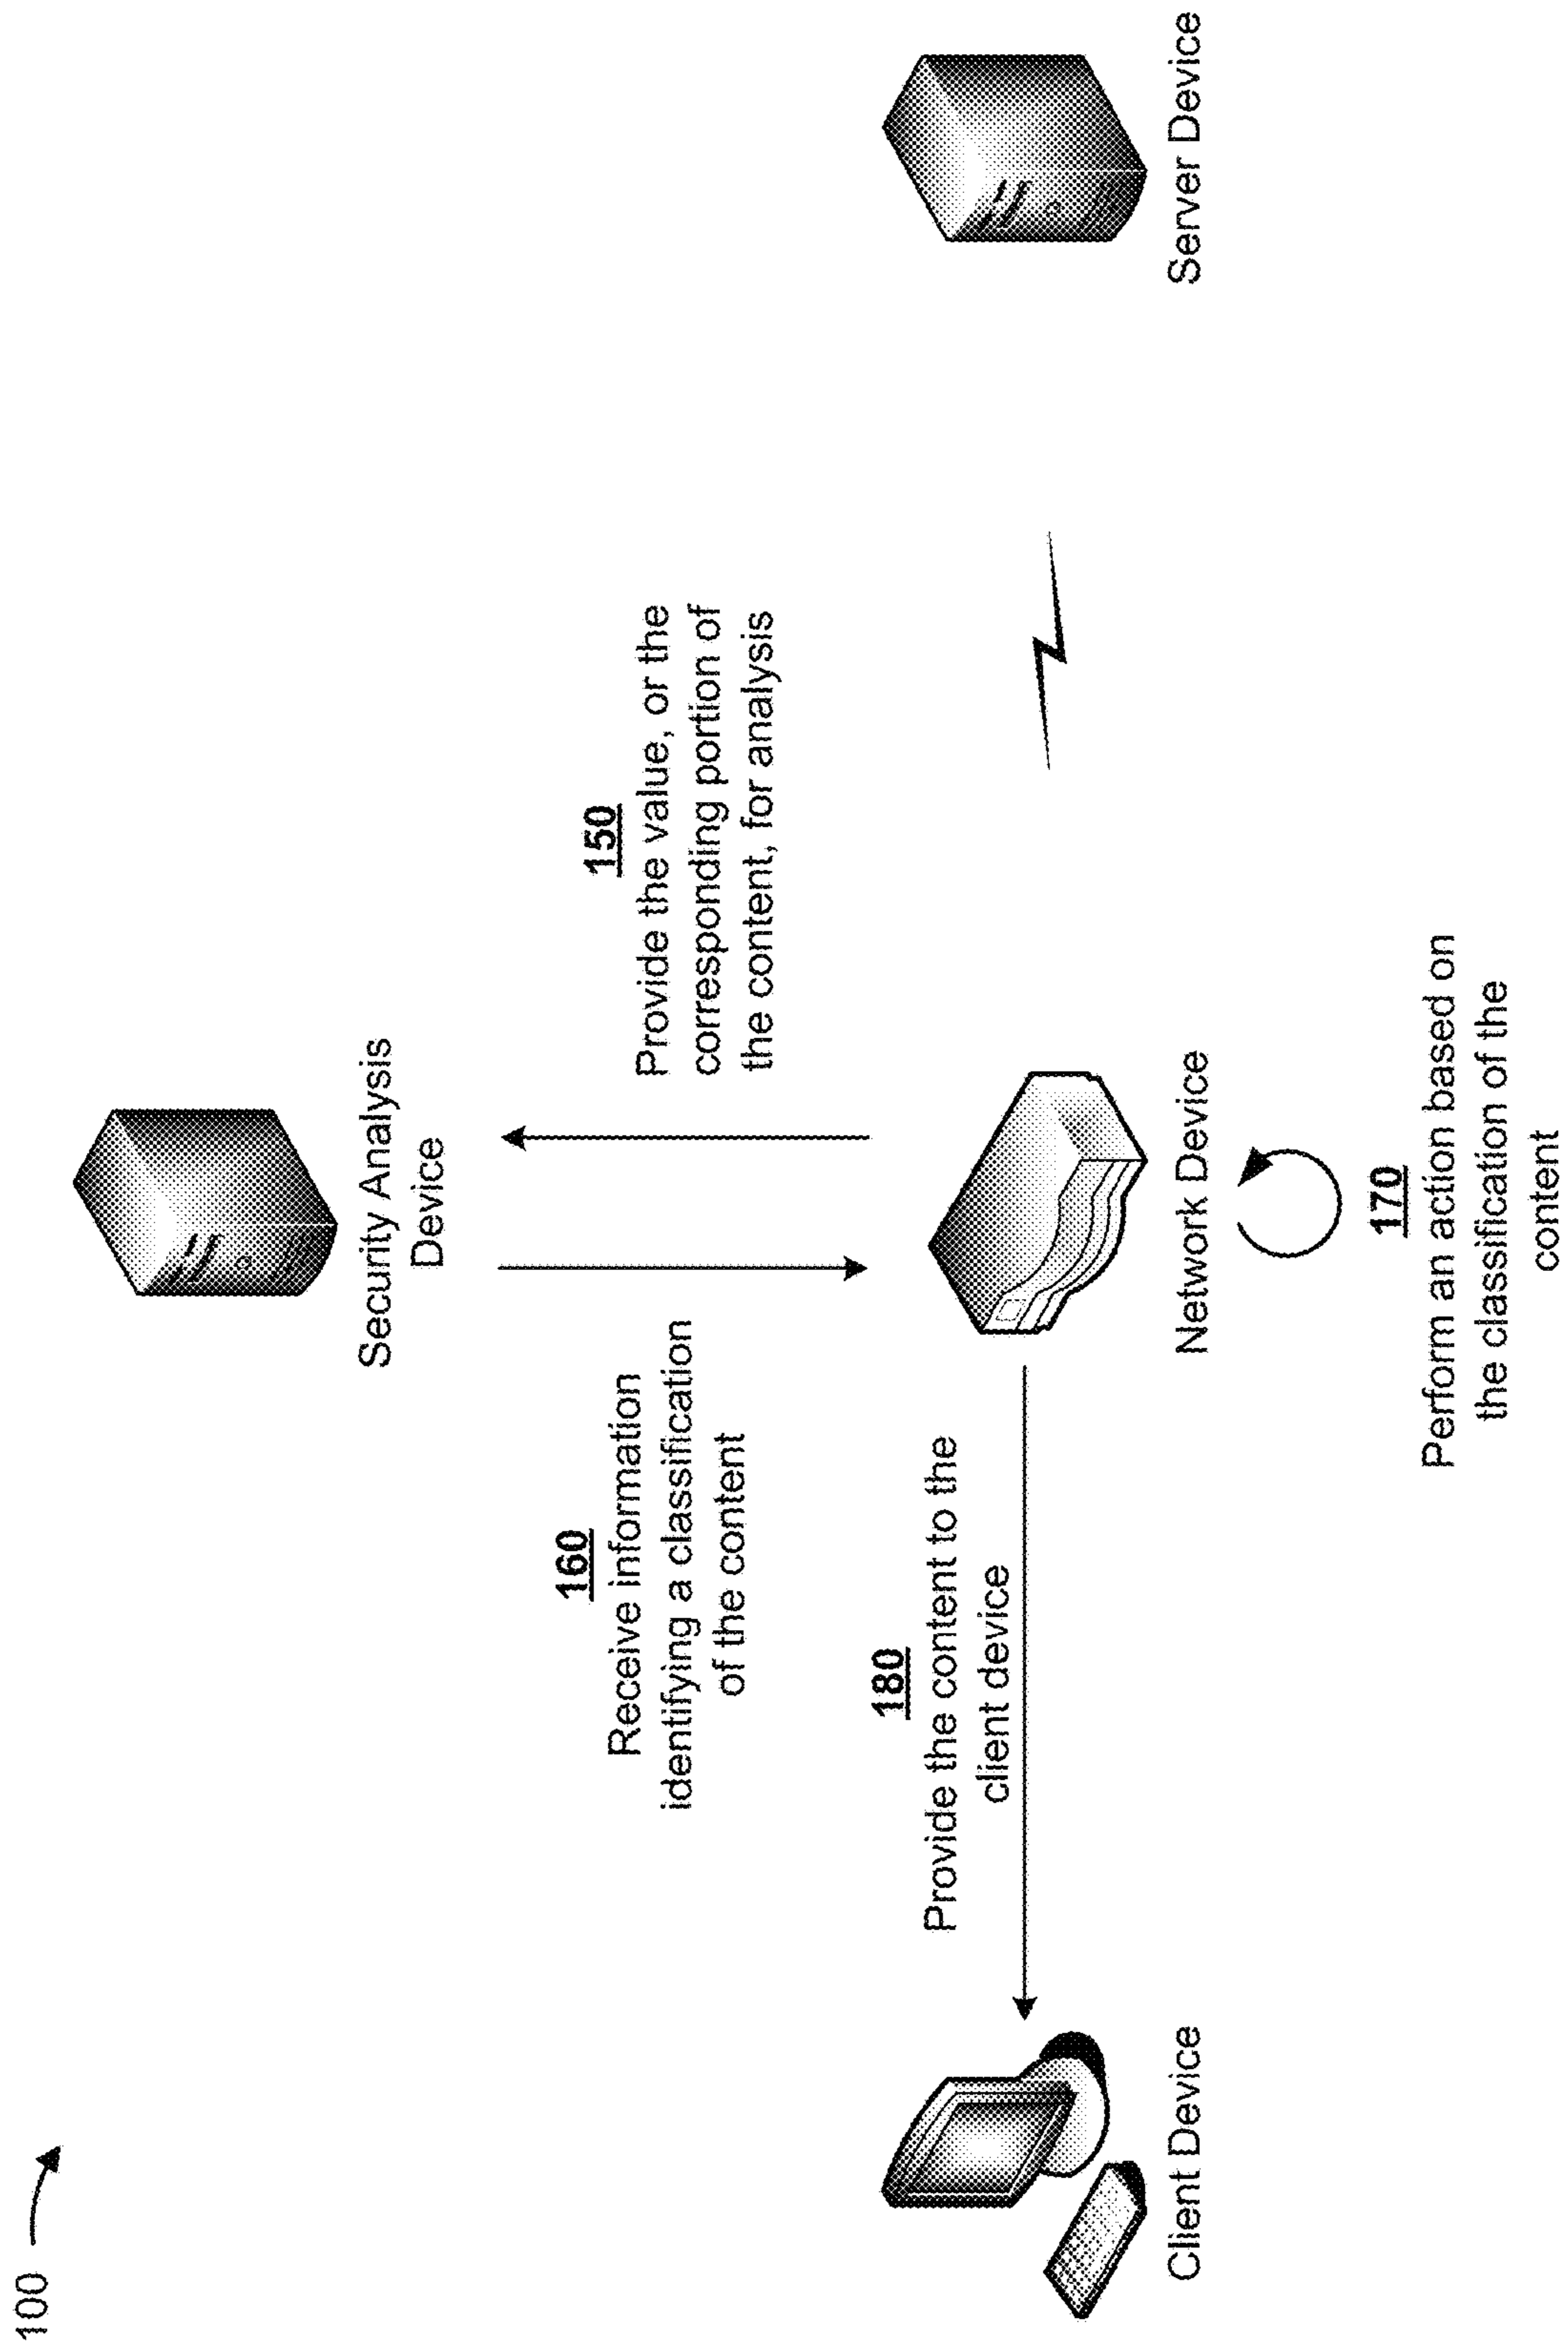 100
Security Analysis
Device
160
Receive information
identifying a classification
of the content
150
Provide the value, or the
corresponding portion of
the content, for analysis
180
Provide the content to the
client device
Client Device
Network Device
Server Device
170
Perform an action based on
the classification of the
content